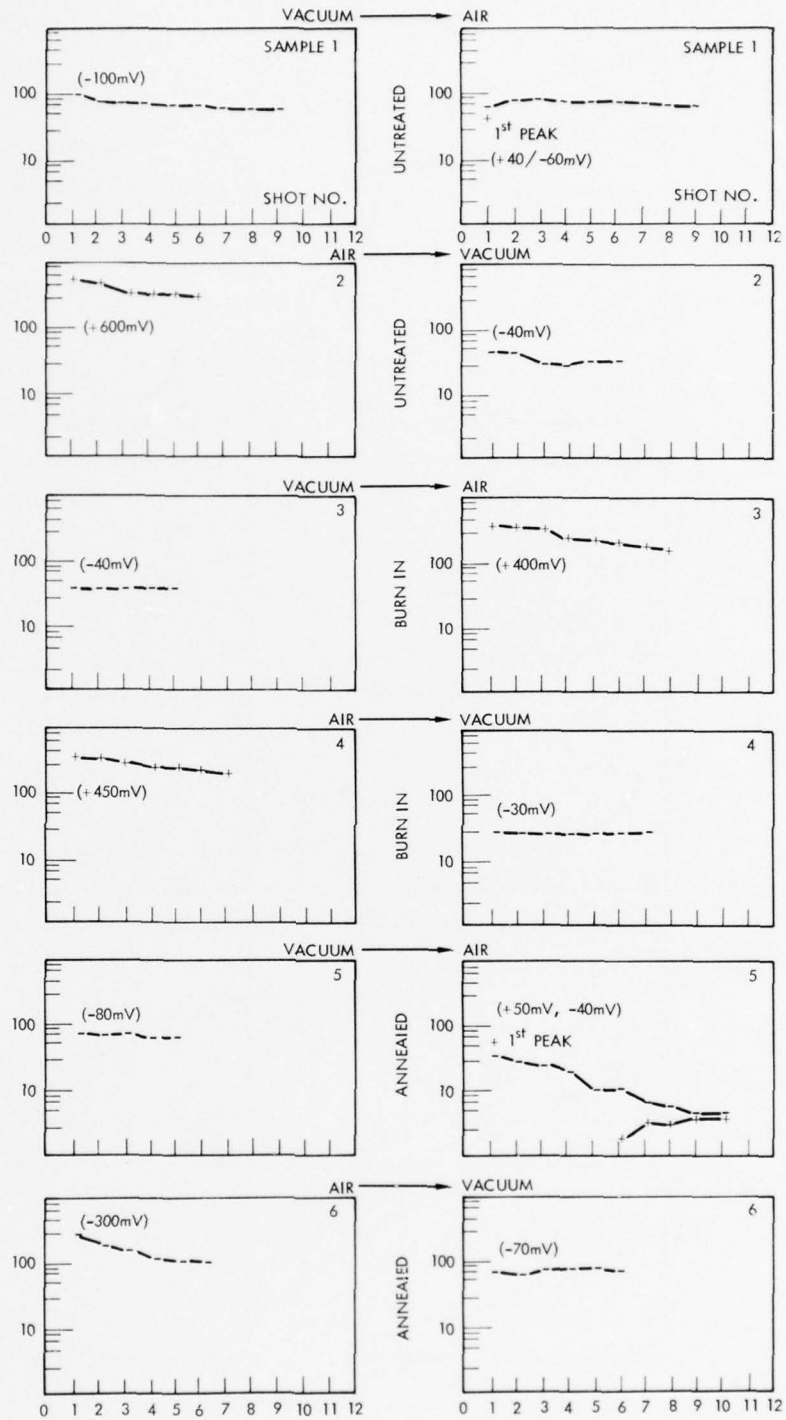 VACUUM → AIR
SAMPLE 1
(-100mV)
100
10
SHOT NO.
0 1 2 3 4 5 6 7 8 9 10 11 12
UNTREATED
SAMPLE 1
100
+ 1st PEAK
10
(+40/-60mV)
SHOT NO.
0 1 2 3 4 5 6 7 8 9 10 11 12
AIR → VACUUM
2
100
(+600mV)
10
UNTREATED
2
(-40mV)
100
10
VACUUM → AIR
3
100
(-40mV)
10
BURN IN
3
100
(+400mV)
10
AIR → VACUUM
4
100
(+450mV)
10
BURN IN
4
100
(-30mV)
10
VACUUM → AIR
5
(-80mV)
100
10
ANNEALED
5
(+50mV, -40mV)
100
+ 1st PEAK
10
AIR → VACUUM
6
(-300mV)
100
10
0 1 2 3 4 5 6 7 8 9 10 11 12
ANNEALED
6
(-70mV)
100
10
0 1 2 3 4 5 6 7 8 9 10 11 12